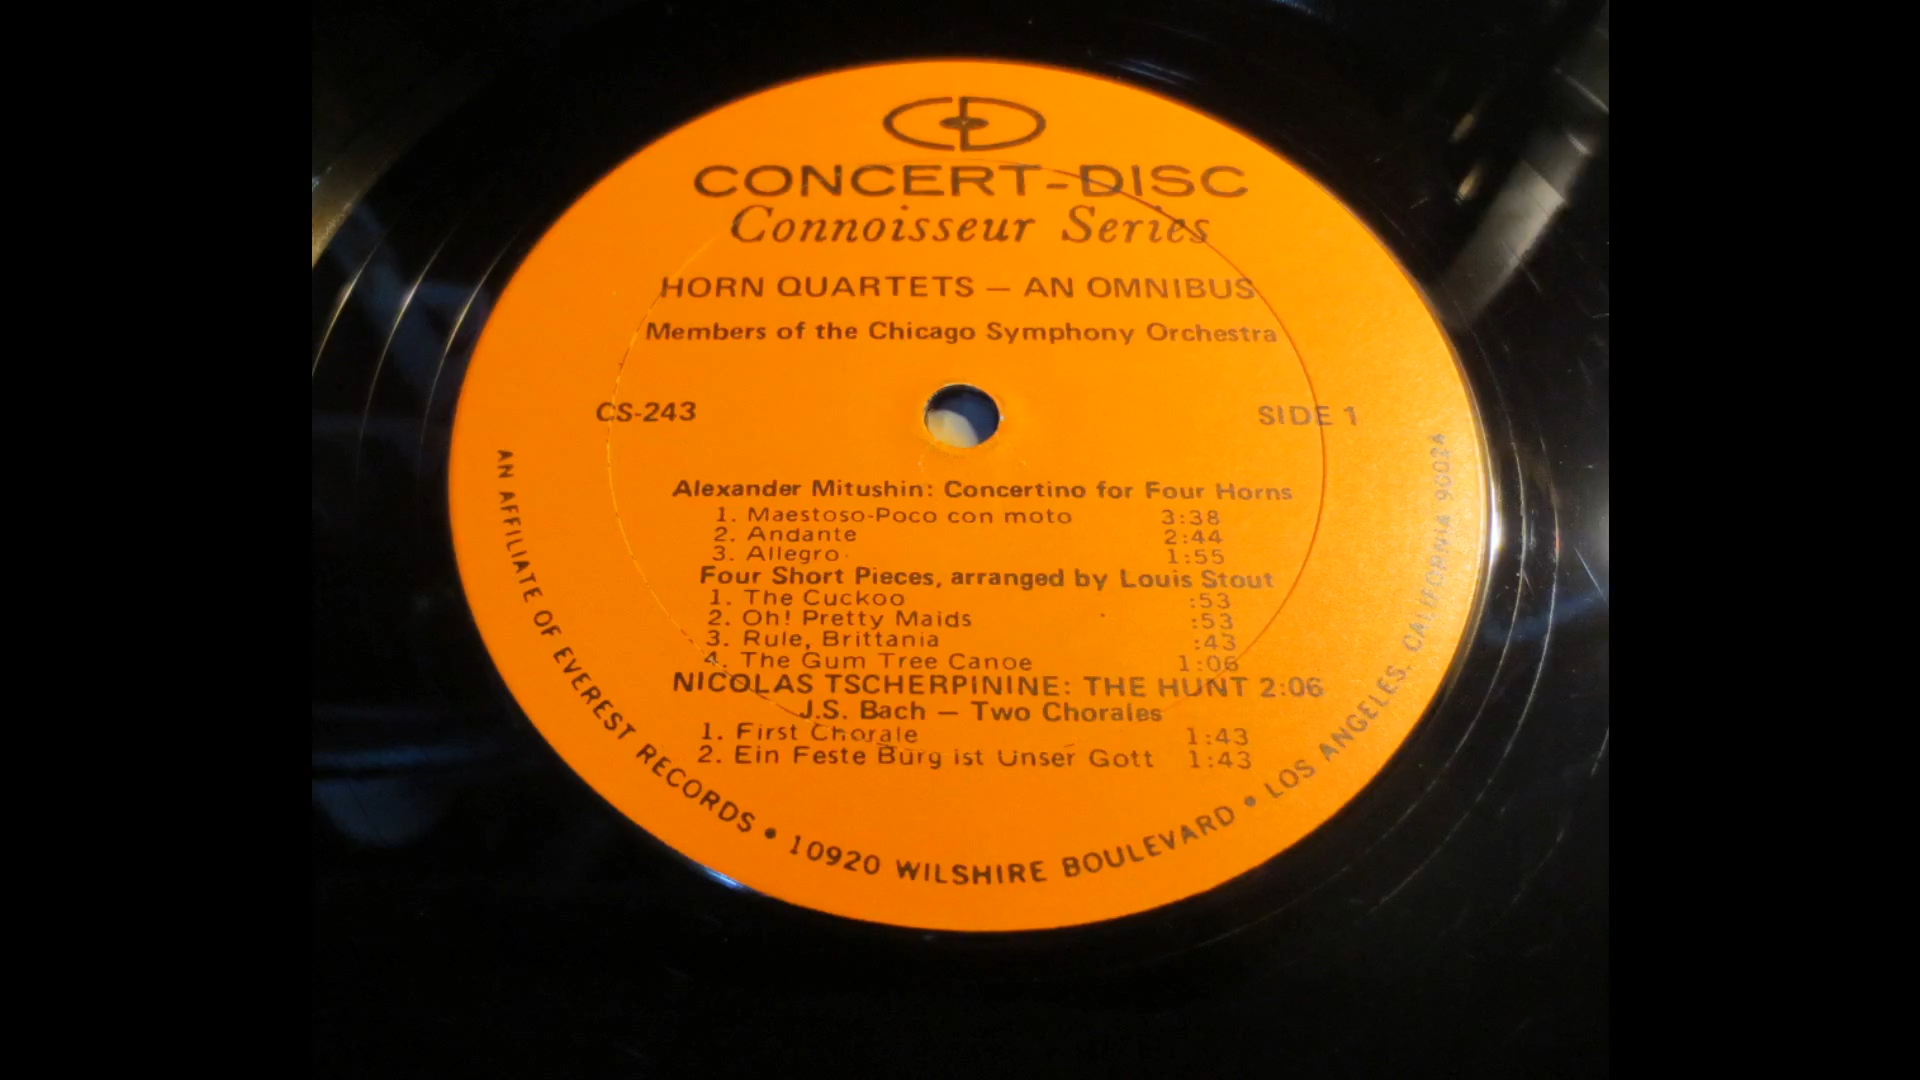 CD
CONCERT-DISC
Connoisseur Series
HORN QUARTETS — AN OMNIBUS
Members of the Chicago Symphony Orchestra
CS-243
SIDE 1
Alexander Mitushin: Concertino for Four Horns
1. Maestoso-Poco con moto 3:38
2. Andante 2:44
3. Allegro 1:55
Four Short Pieces, arranged by Louis Stout
1. The Cuckoo :53
2. Oh! Pretty Maids :53
3. Rule, Brittania :43
4. The Gum Tree Canoe 1:06
NICOLAS TSCHERPININE: THE HUNT 2:06
J.S. Bach — Two Chorales
1. First Chorale 1:43
2. Ein Feste Burg ist Unser Gott 1:43
AN AFFILIATE OF EVEREST RECORDS • 10920 WILSHIRE BOULEVARD • LOS ANGELES, CALIFORNIA 90024